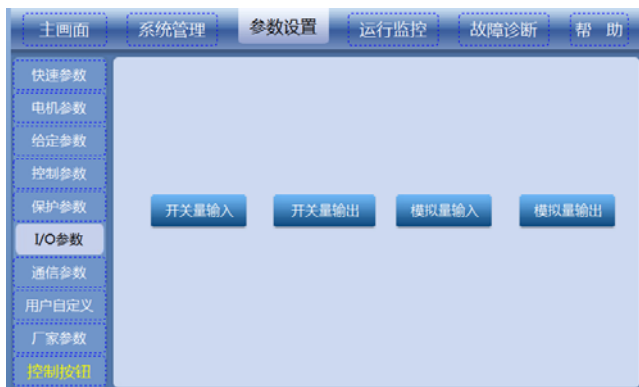 主画面 系统管理 参数设置 运行监控 故障诊断 帮 助
快速参数
电机参数
给定参数
控制参数
保护参数
开关量输入 开关量输出 模拟量输入 模拟量输出
I/O参数
通信参数
用户自定义
厂家参数
控制按钮